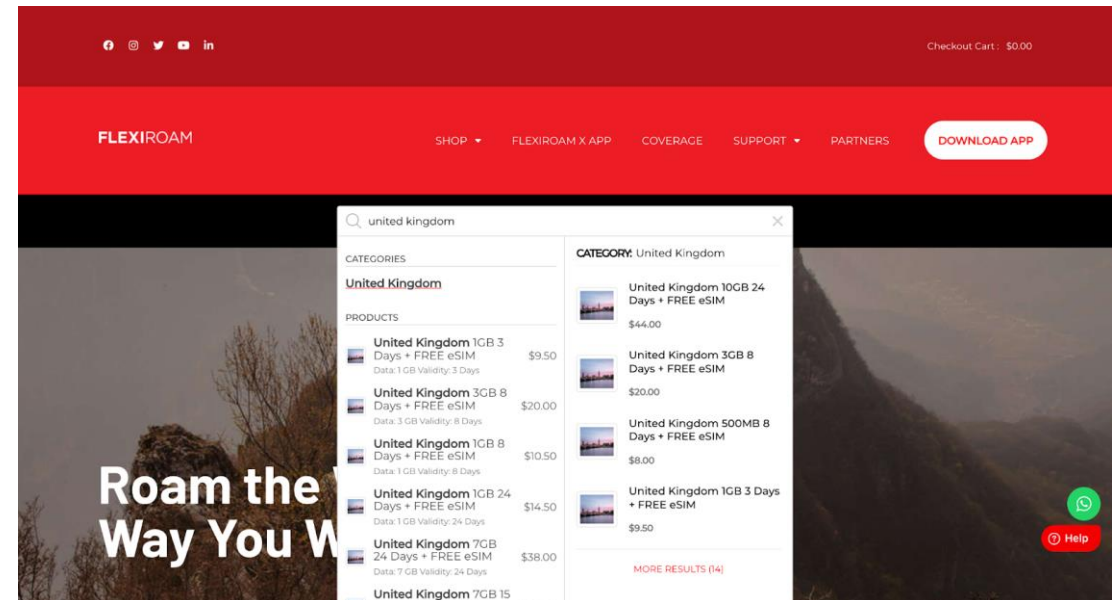 Checkout Cart : $0.00
FLEXIROAM
SHOP
FLEXIROAM X APP
COVERAGE
SUPPORT
PARTNERS
DOWNLOAD APP
united kingdom
CATEGORIES
United Kingdom
PRODUCTS
United Kingdom 1GB 3
Days + FREE eSIM
$9.50
Data: 1 GB Validity: 3 Days
United Kingdom 3GB 8
Days + FREE eSIM
$20.00
Data: 3 GB Validity: 8 Days
United Kingdom 1GB 8
Days + FREE eSIM
$10.50
Data: 1 GB Validity: 8 Days
United Kingdom 1GB 24
Days + FREE eSIM
$14.50
Data: 1 GB Validity: 24 Days
United Kingdom 7GB
24 Days + FREE eSIM
$38.00
Data: 7 GB Validity: 24 Days
United Kingdom 7GB 15
CATEGORY: United Kingdom
United Kingdom 10GB 24
Days + FREE eSIM
$44.00
United Kingdom 3GB 8
Days + FREE eSIM
$20.00
United Kingdom 500MB 8
Days + FREE eSIM
$8.00
United Kingdom 1GB 3 Days
+ FREE eSIM
$9.50
MORE RESULTS (14)
Roam the
Way You
Help